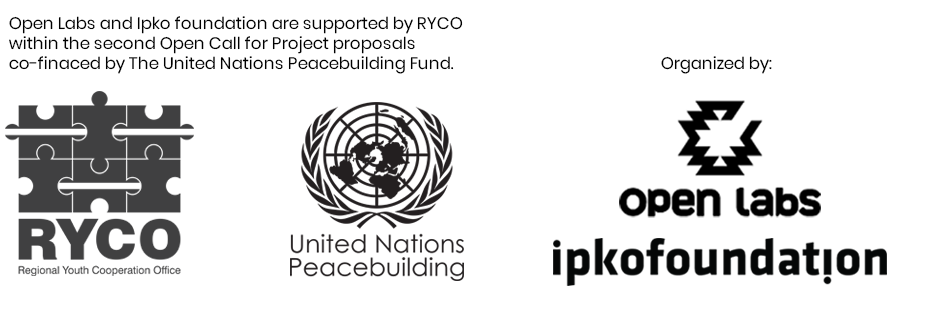 Open Labs and Ipko foundation are supported by RYCO
within the second Open Call for Project proposals
co-finaced by The United Nations Peacebuilding Fund.
Organized by:
RYCO
Regional Youth Cooperation Office
United Nations
Peacebuilding
open labs
ipkofoundation